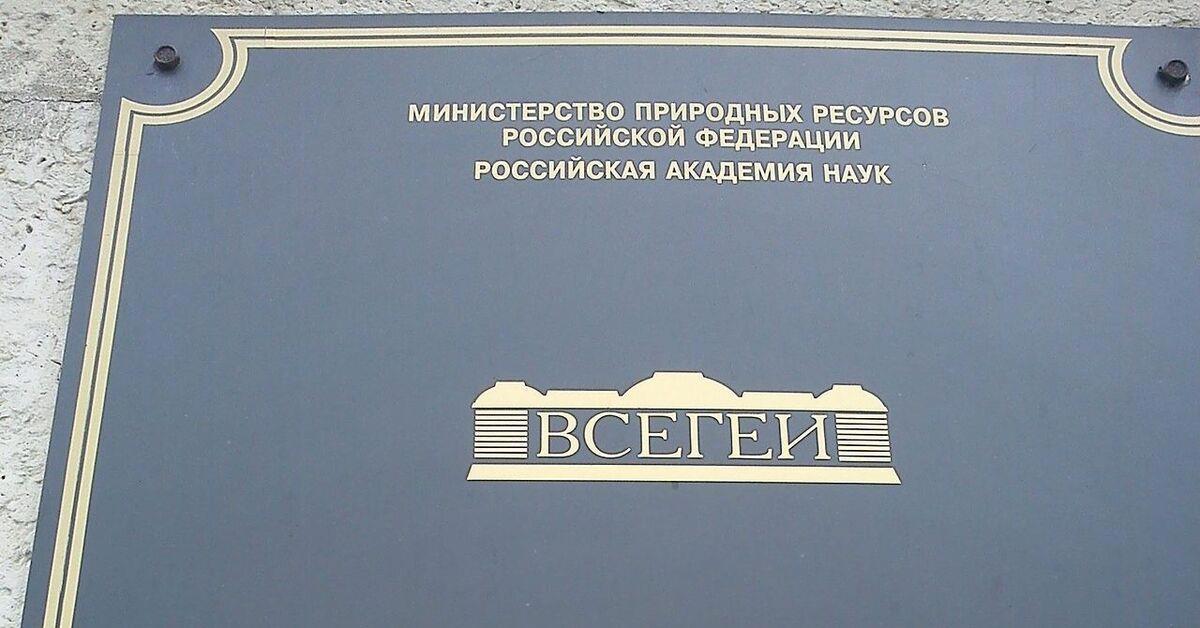 МИНИСТЕРСТВО ПРИРОДНЫХ РЕСУРСОВ
РОССИЙСКОЙ ФЕДЕРАЦИИ
РОССИЙСКАЯ АКАДЕМИЯ НАУК
ВСЕГЕИ